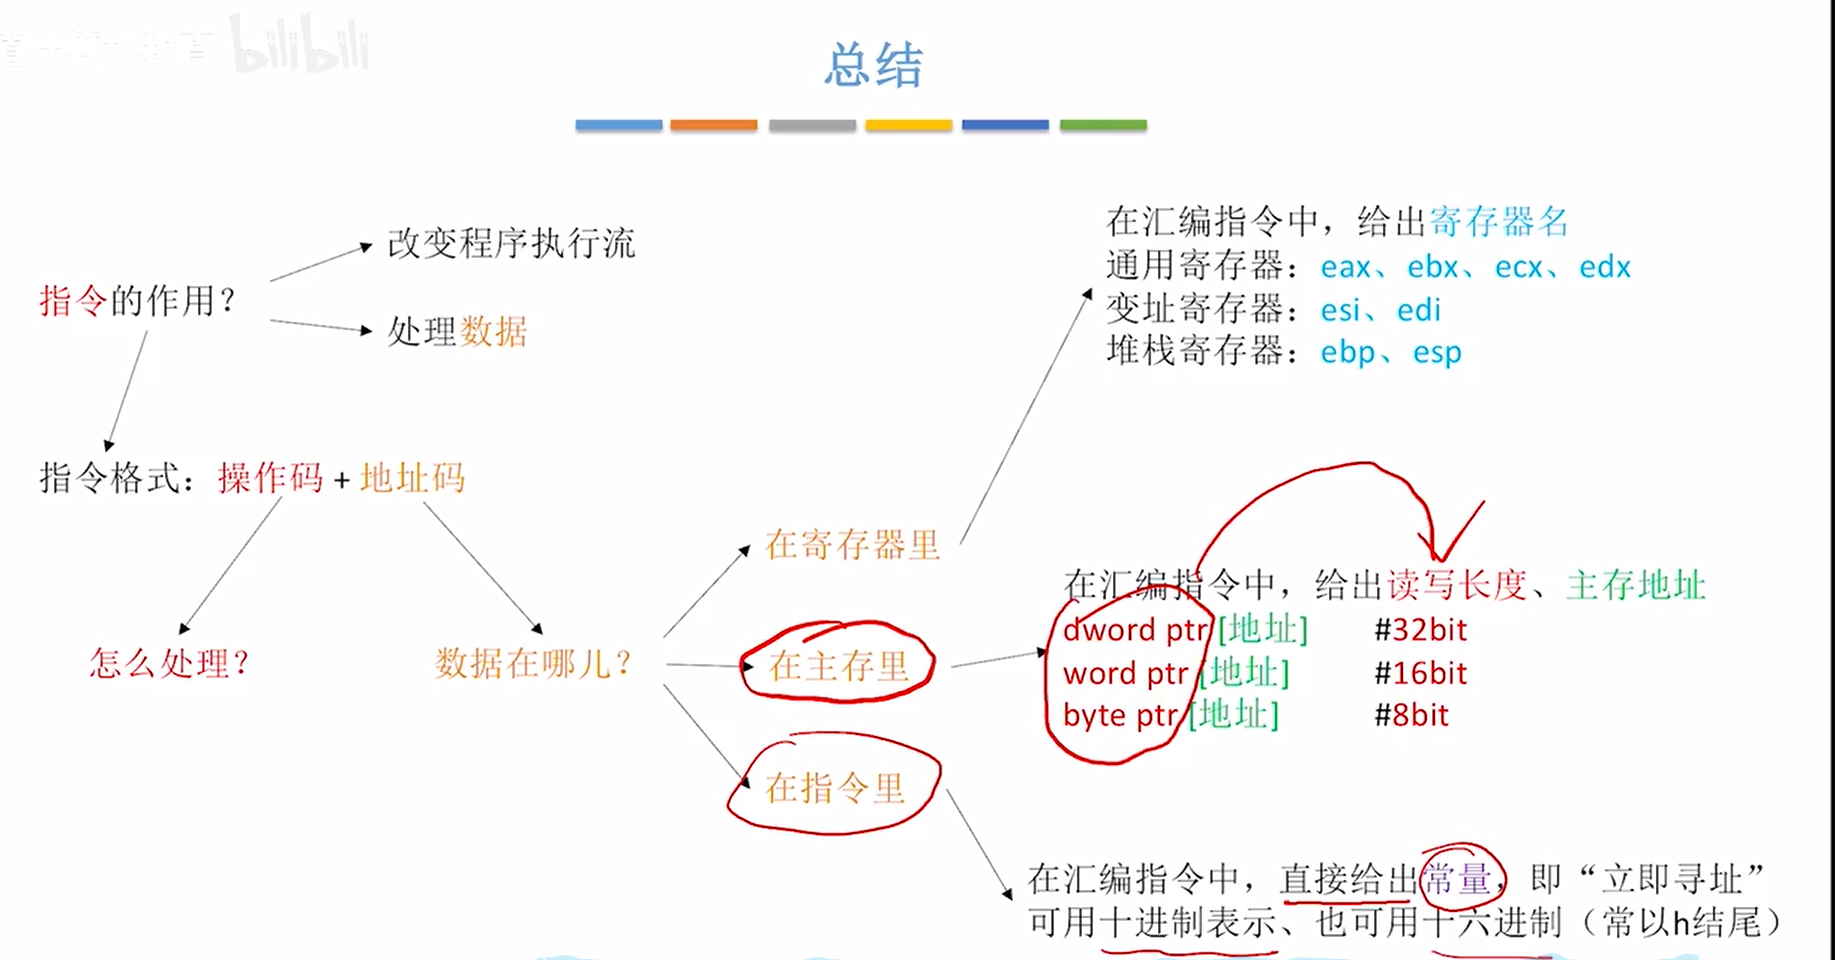 bilibili
总结
指令的作用？
改变程序执行流
处理数据
指令格式：操作码 + 地址码
怎么处理？
数据在哪儿？
在寄存器里
在主存里
在指令里
在汇编指令中，给出寄存器名
通用寄存器：eax、ebx、ecx、edx
变址寄存器：esi、edi
堆栈寄存器：ebp、esp
在汇编指令中，给出读写长度、主存地址
dword ptr [地址] #32bit
word ptr [地址] #16bit
byte ptr [地址] #8bit
在汇编指令中，直接给出常量，即“立即寻址”
可用十进制表示、也可用十六进制（常以h结尾）